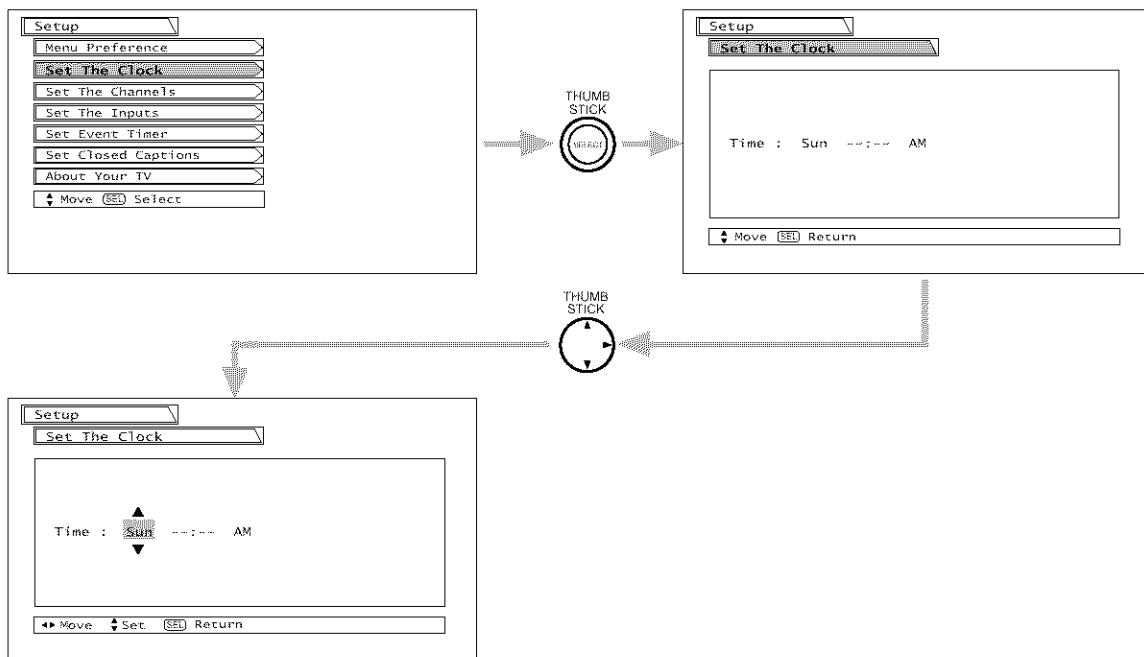 Setup
Menu Preference
Set The Clock
Set The Channels
Set The Inputs
Set Event Timer
Set Closed Captions
About Your TV
Move SEL Select
THUMB
STICK
SELECT
Setup
Set The Clock
Time : Sun --:-- AM
Move SEL Return
THUMB
STICK
Setup
Set The Clock
Time : Sun --:-- AM
Move Set SEL Return